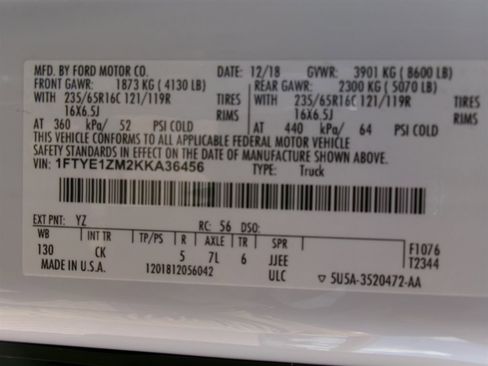 MFD. BY FORD MOTOR CO. DATE: 12/18 GVWR: 3901 KG ( 8600 LB)
FRONT GAWR: 1873 KG ( 4130 LB) REAR GAWR: 2300 KG ( 5070 LB)
WITH 235/65R16C 121/119R TIRES WITH 235/65R16C 121/119R TIRES
16X6.5J RIMS 16X6.5J RIMS
AT 360 kPa/ 52 PSI COLD AT 440 kPa/ 64 PSI COLD
THIS VEHICLE CONFORMS TO ALL APPLICABLE FEDERAL MOTOR VEHICLE
SAFETY STANDARDS IN EFFECT ON THE DATE OF MANUFACTURE SHOWN ABOVE.
VIN: 1FTYE1ZM2KKA36456 TYPE: Truck
EXT PNT: YZ RC: 56 DSO:
WB INT TR TP/PS R AXLE TR SPR F1076
130 CK 5 7L 6 JJEE T2344
MADE IN U.S.A. 1201812056042 ULC 5U5A-3520472-AA